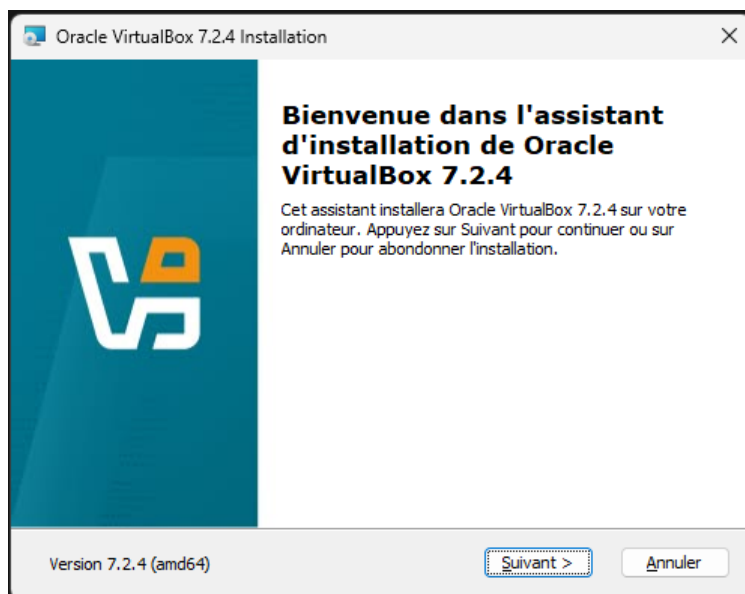 Oracle VirtualBox 7.2.4 Installation
Bienvenue dans l'assistant
d'installation de Oracle
VirtualBox 7.2.4
Cet assistant installera Oracle VirtualBox 7.2.4 sur votre
ordinateur. Appuyez sur Suivant pour continuer ou sur
Annuler pour abondonner l'installation.
Version 7.2.4 (amd64)
Suivant >
Annuler